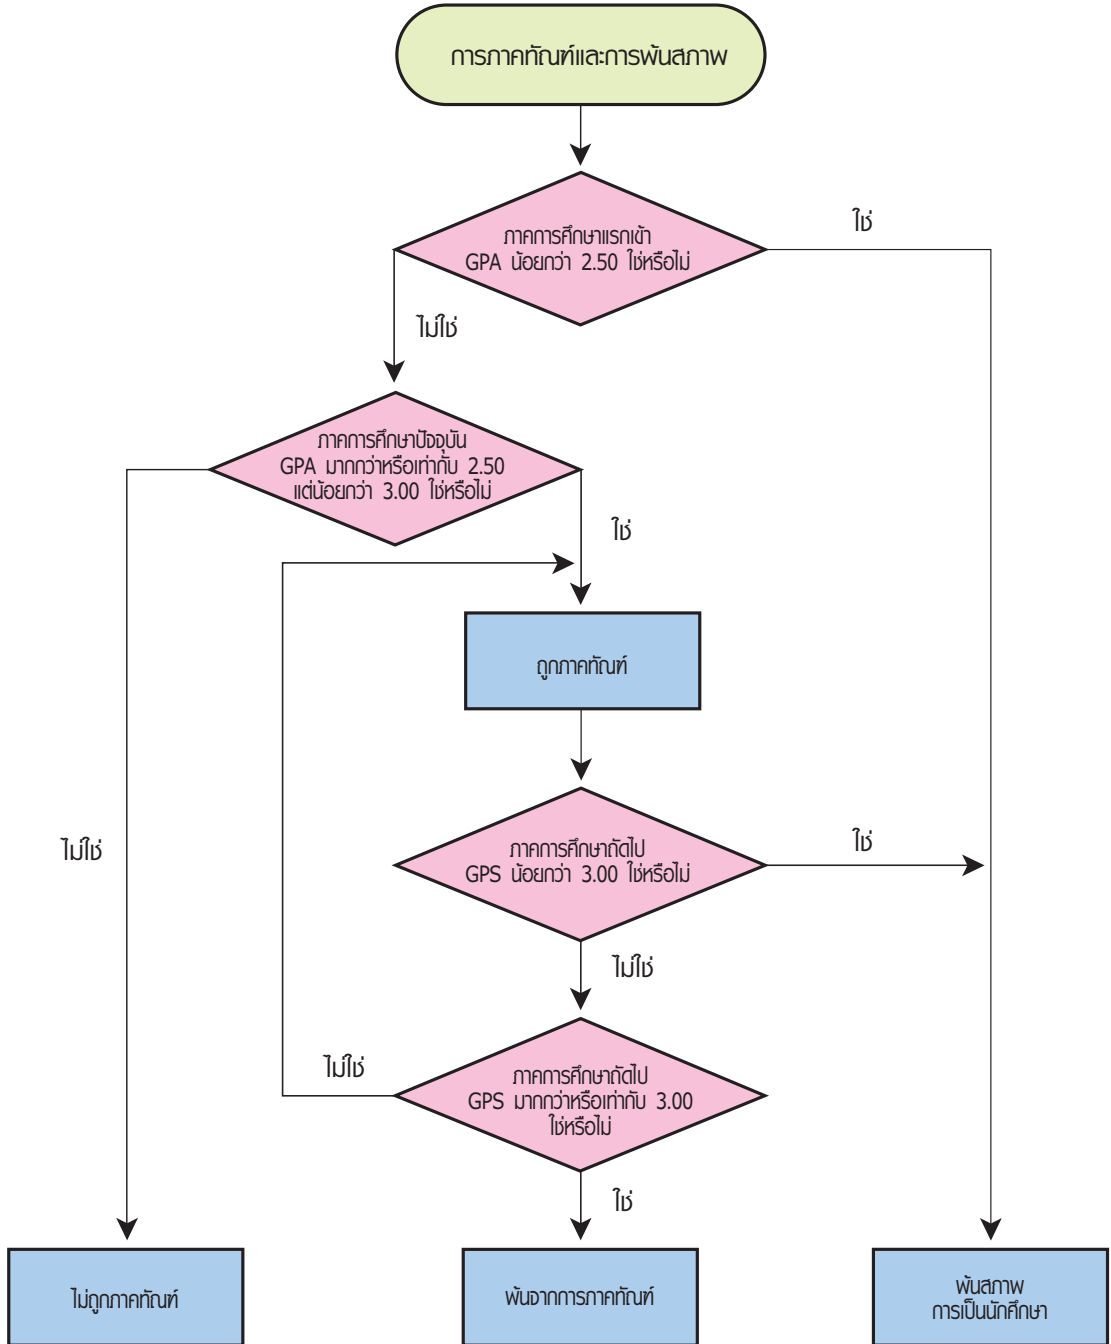 การภาคทัณฑ์และการพ้นสภาพ
ภาคการศึกษาแรกเข้า
GPA น้อยกว่า 2.50 ใช่หรือไม่
ใช่
ไม่ใช่
ภาคการศึกษาปัจจุบัน
GPA มากกว่าหรือเท่ากับ 2.50
แต่น้อยกว่า 3.00 ใช่หรือไม่
ใช่
ถูกภาคทัณฑ์
ไม่ใช่
ภาคการศึกษาถัดไป
GPS น้อยกว่า 3.00 ใช่หรือไม่
ใช่
ไม่ใช่
ไม่ใช่
ภาคการศึกษาถัดไป
GPS มากกว่าหรือเท่ากับ 3.00
ใช่หรือไม่
ใช่
ไม่ถูกภาคทัณฑ์
พ้นจากการภาคทัณฑ์
พ้นสภาพ
การเป็นนักศึกษา